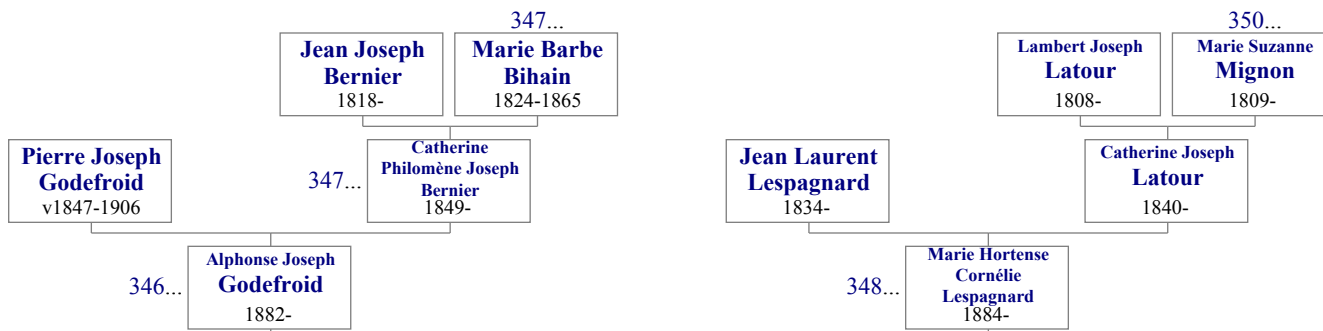 347...
350...
Jean Joseph
Bernier
1818-
Marie Barbe
Bihain
1824-1865
Lambert Joseph
Latour
1808-
Marie Suzanne
Mignon
1809-
Pierre Joseph
Godefroid
v1847-1906
347...
Catherine
Philomène Joseph
Bernier
1849-
Jean Laurent
Lespagnard
1834-
Catherine Joseph
Latour
1840-
346...
Alphonse Joseph
Godefroid
1882-
348...
Marie Hortense
Cornélie
Lespagnard
1884-